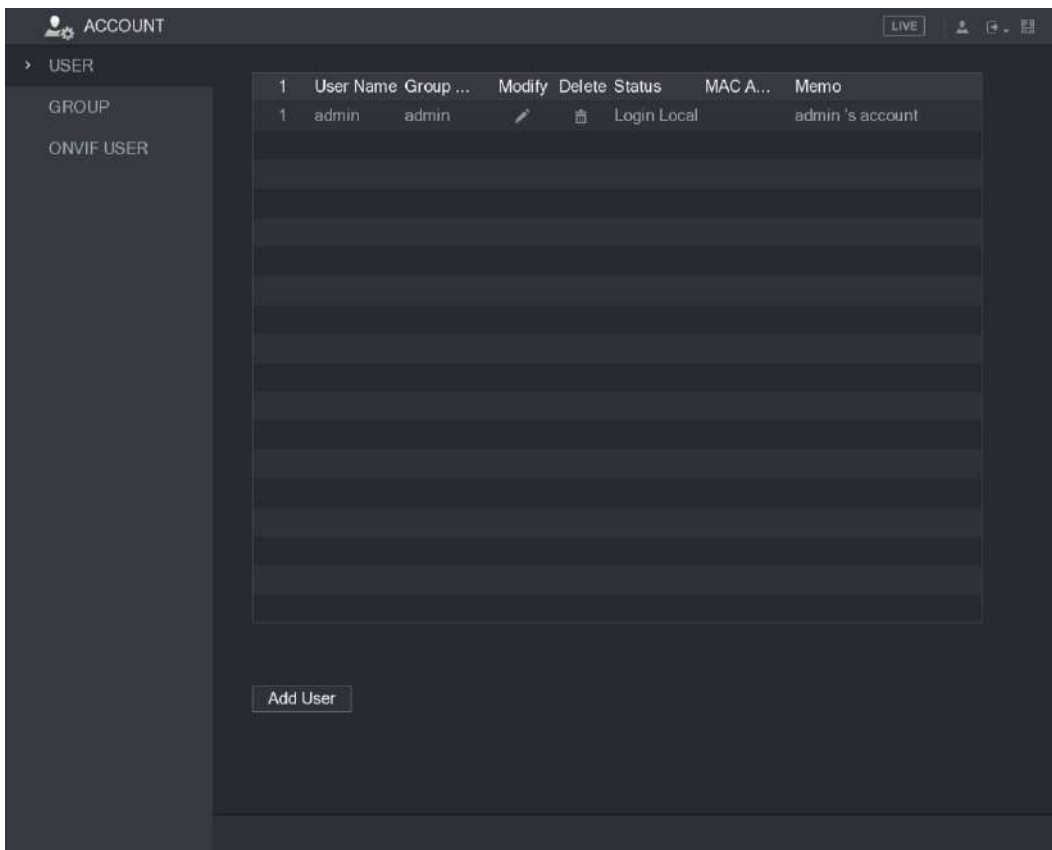 ACCOUNT LIVE
USER
GROUP
ONVIF USER
1 User Name Group ... Modify Delete Status MAC A... Memo
1 admin admin Login Local admin 's account
Add User